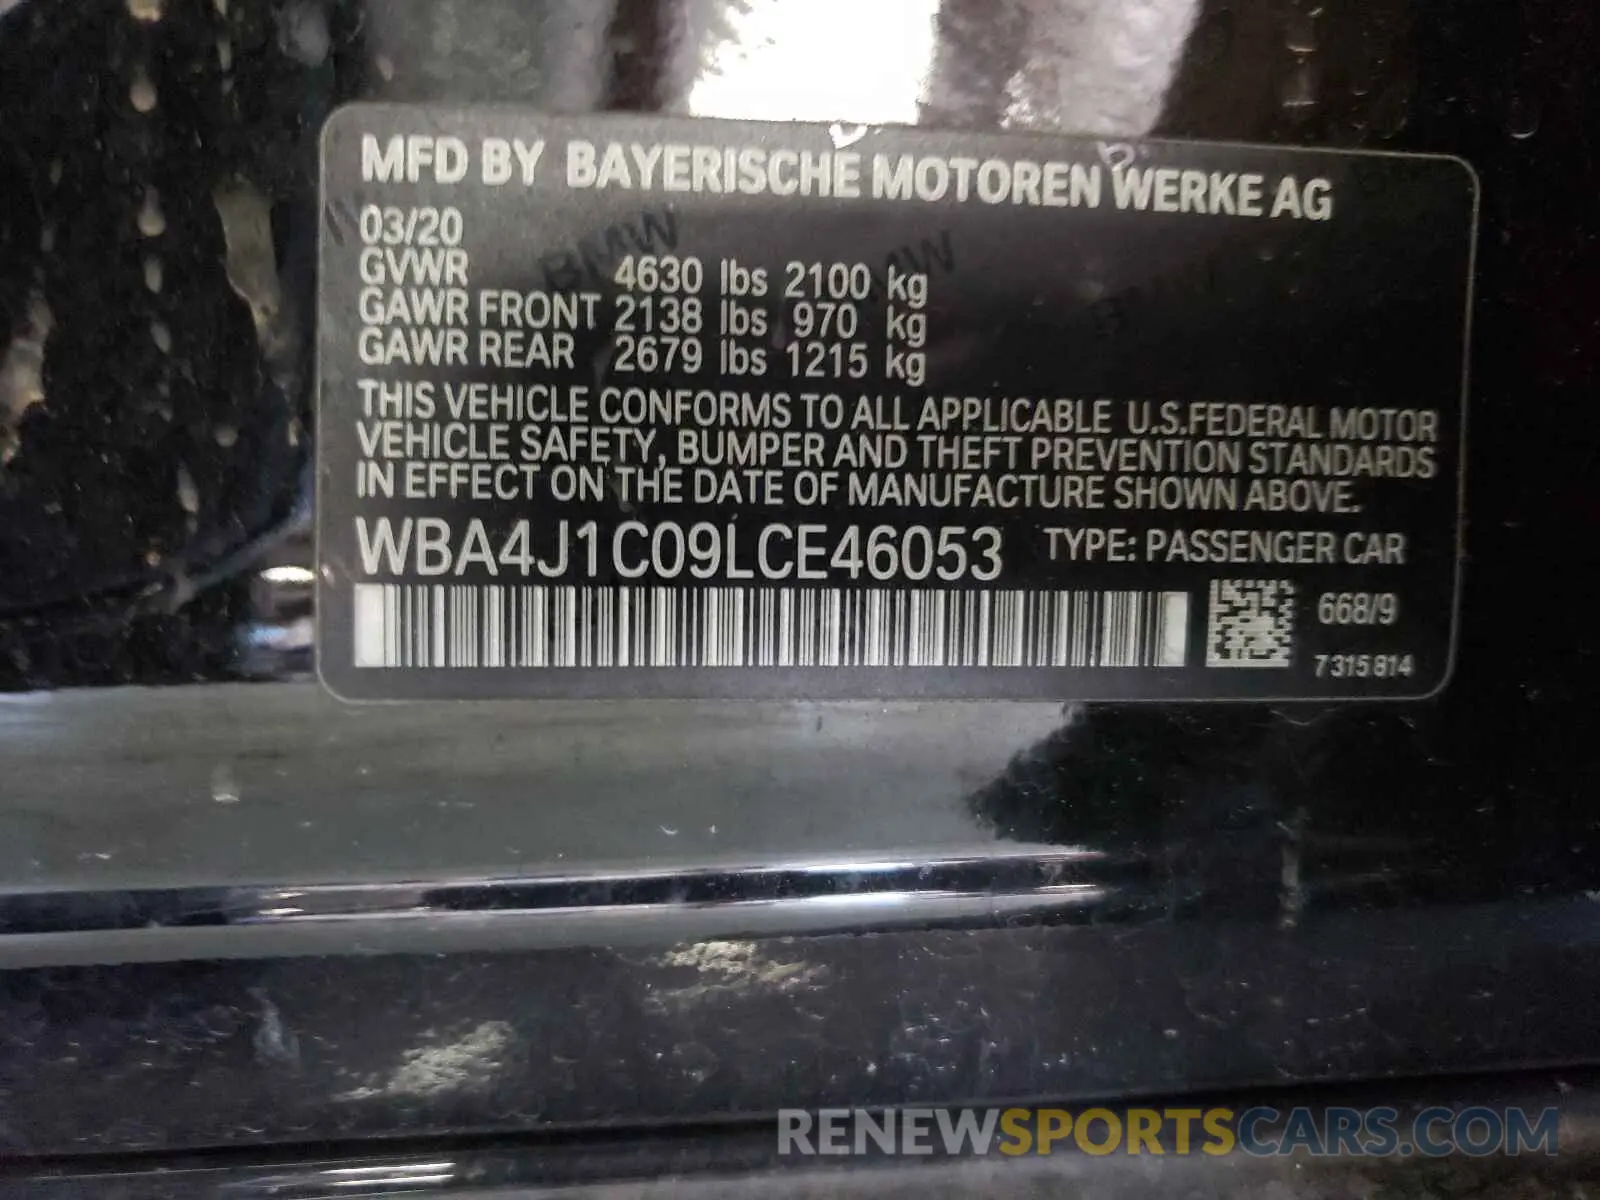 MFD BY BAYERISCHE MOTOREN WERKE AG
03/20
GVWR 4630 lbs 2100 kg
GAWR FRONT 2138 lbs 970 kg
GAWR REAR 2679 lbs 1215 kg
THIS VEHICLE CONFORMS TO ALL APPLICABLE U.S.FEDERAL MOTOR
VEHICLE SAFETY, BUMPER AND THEFT PREVENTION STANDARDS
IN EFFECT ON THE DATE OF MANUFACTURE SHOWN ABOVE.
WBA4J1C09LCE46053 TYPE: PASSENGER CAR
668/9
7 315 814
RENEWSPORTSCARS.COM